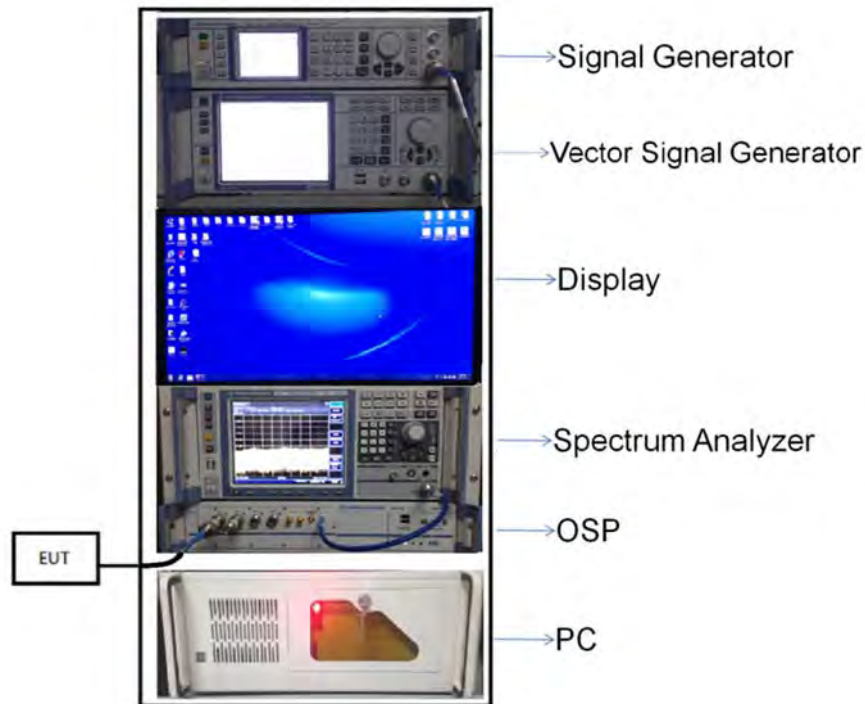 Signal Generator
Vector Signal Generator
Display
Spectrum Analyzer
OSP
EUT
PC